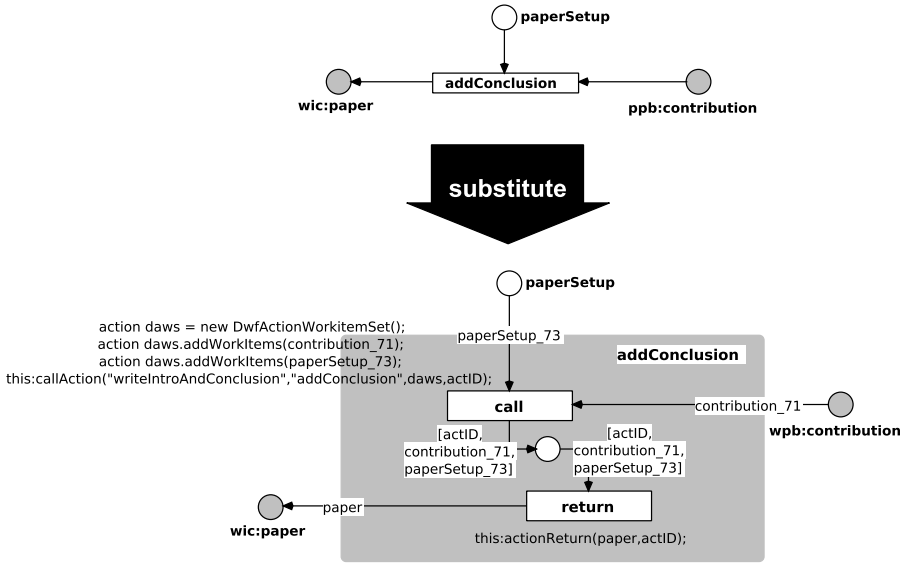 paperSetup
addConclusion
wic:paper
ppb:contribution
substitute
paperSetup
action daws = new DwfActionWorkitemSet();
action daws.addWorkItems(contribution_71);
action daws.addWorkItems(paperSetup_73);
this:callAction("writeIntroAndConclusion","addConclusion",daws,actID);
paperSetup_73
addConclusion
call
contribution_71
wpb:contribution
[actID,
contribution_71,
paperSetup_73]
[actID,
contribution_71,
paperSetup_73]
paper
wic:paper
return
this:actionReturn(paper,actID);